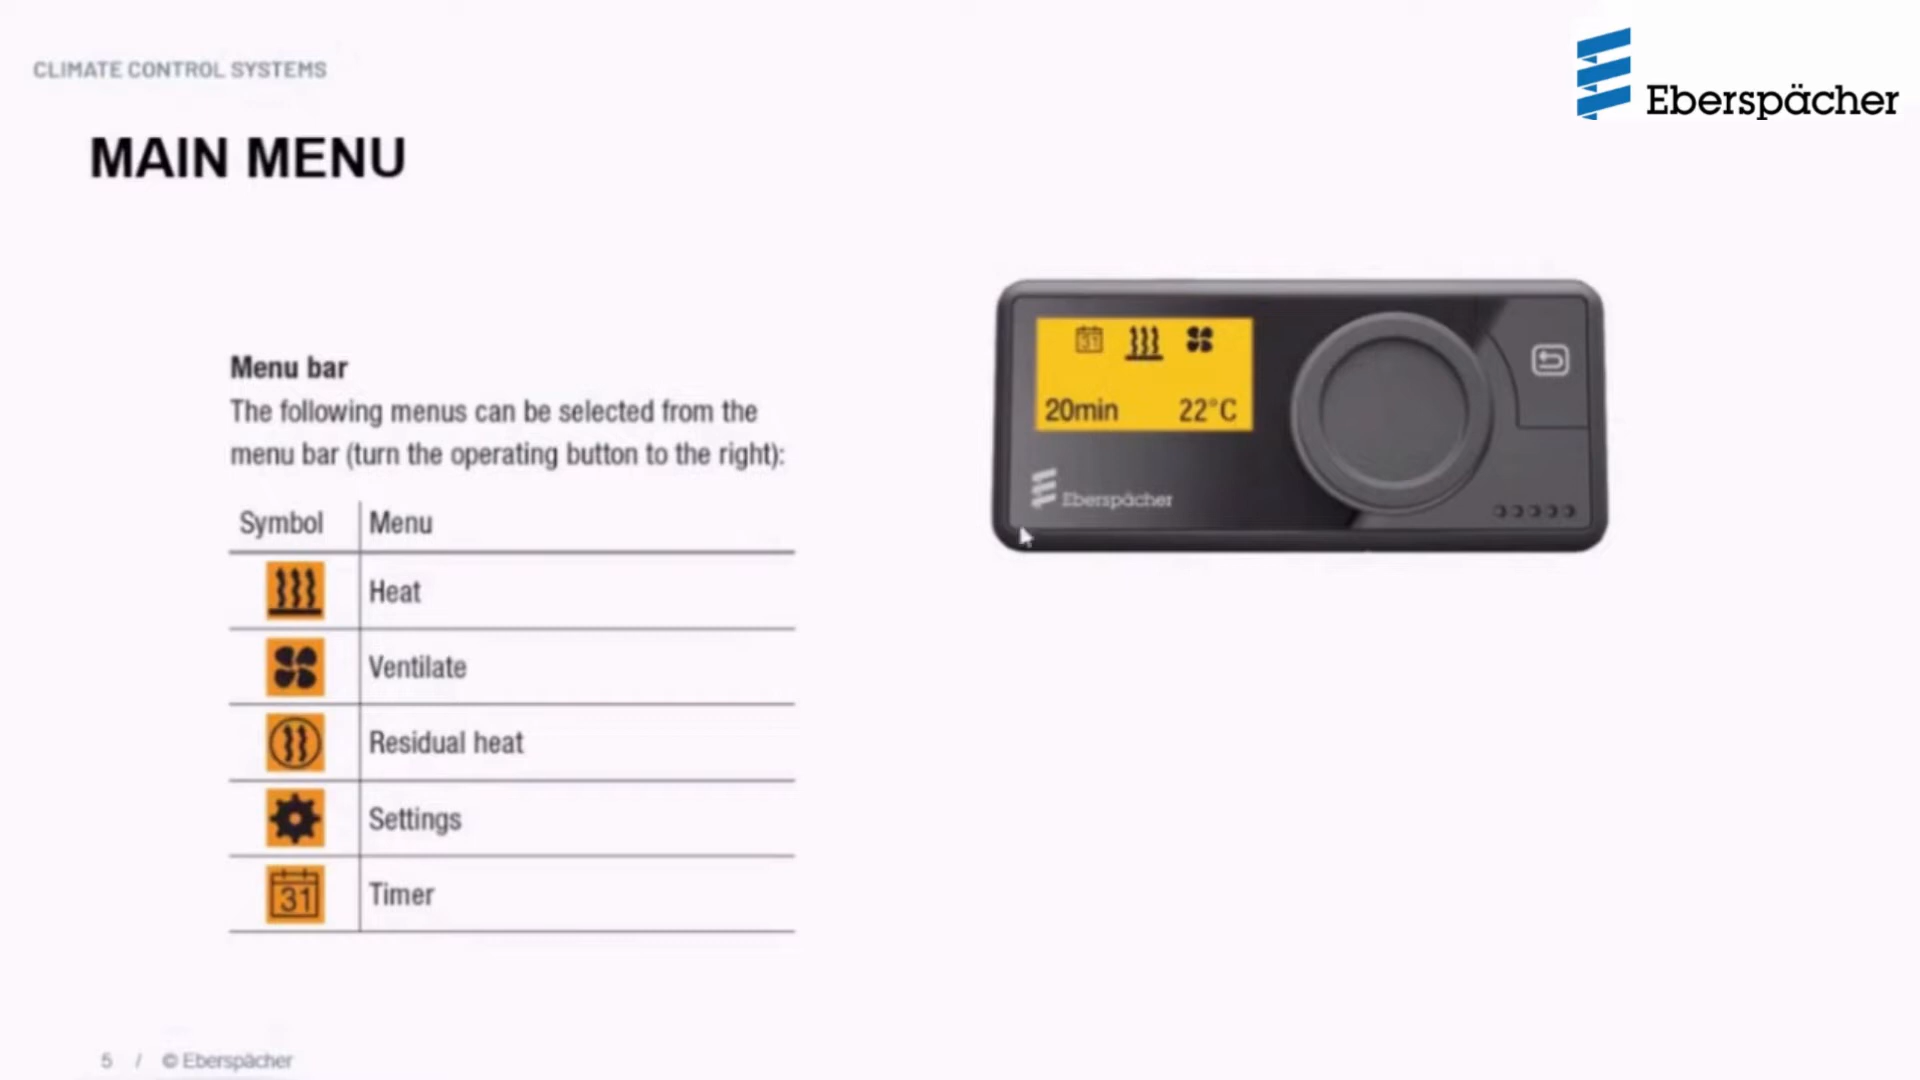 CLIMATE CONTROL SYSTEMS
Eberspächer
MAIN MENU
Menu bar
The following menus can be selected from the
menu bar (turn the operating button to the right):
Symbol Menu
Heat
Ventilate
Residual heat
Settings
31 Timer
31
20min 22°C
Eberspächer
5 / © Eberspächer